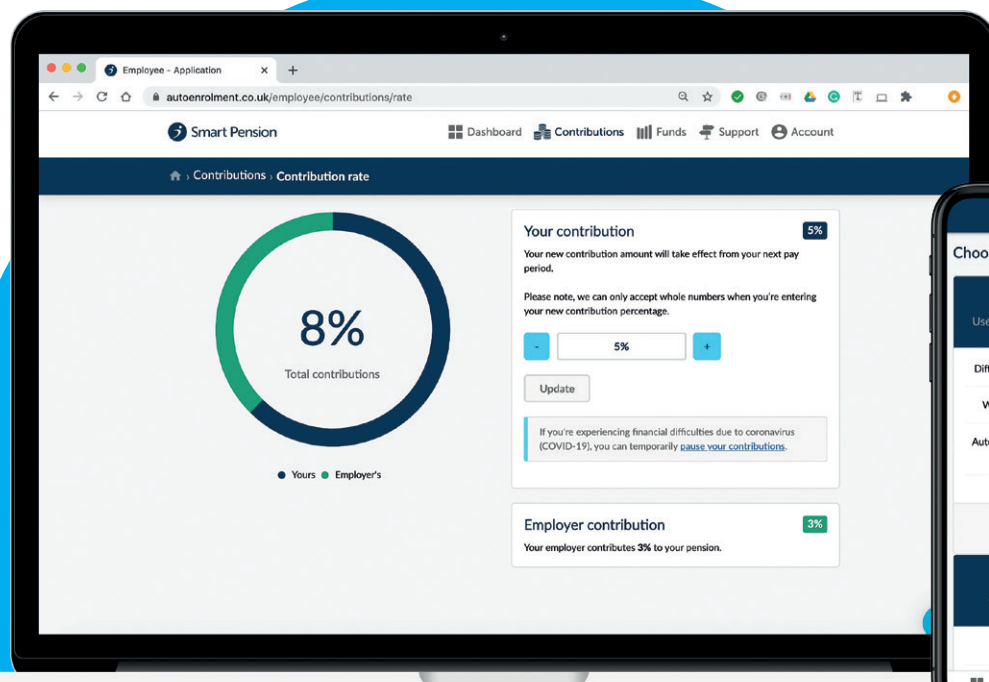 Employee - Application
autoenrolment.co.uk/employee/contributions/rate
Smart Pension
Dashboard Contributions Funds Support Account
Contributions › Contribution rate
8%
Total contributions
Yours Employer's
Your contribution 5%
Your new contribution amount will take effect from your next pay
period.
Please note, we can only accept whole numbers when you're entering
your new contribution percentage.
- 5% +
Update
If you're experiencing financial difficulties due to coronavirus
(COVID-19), you can temporarily pause your contributions.
Employer contribution 3%
Your employer contributes 3% to your pension.
Choo
Use
Dif
W
Aut